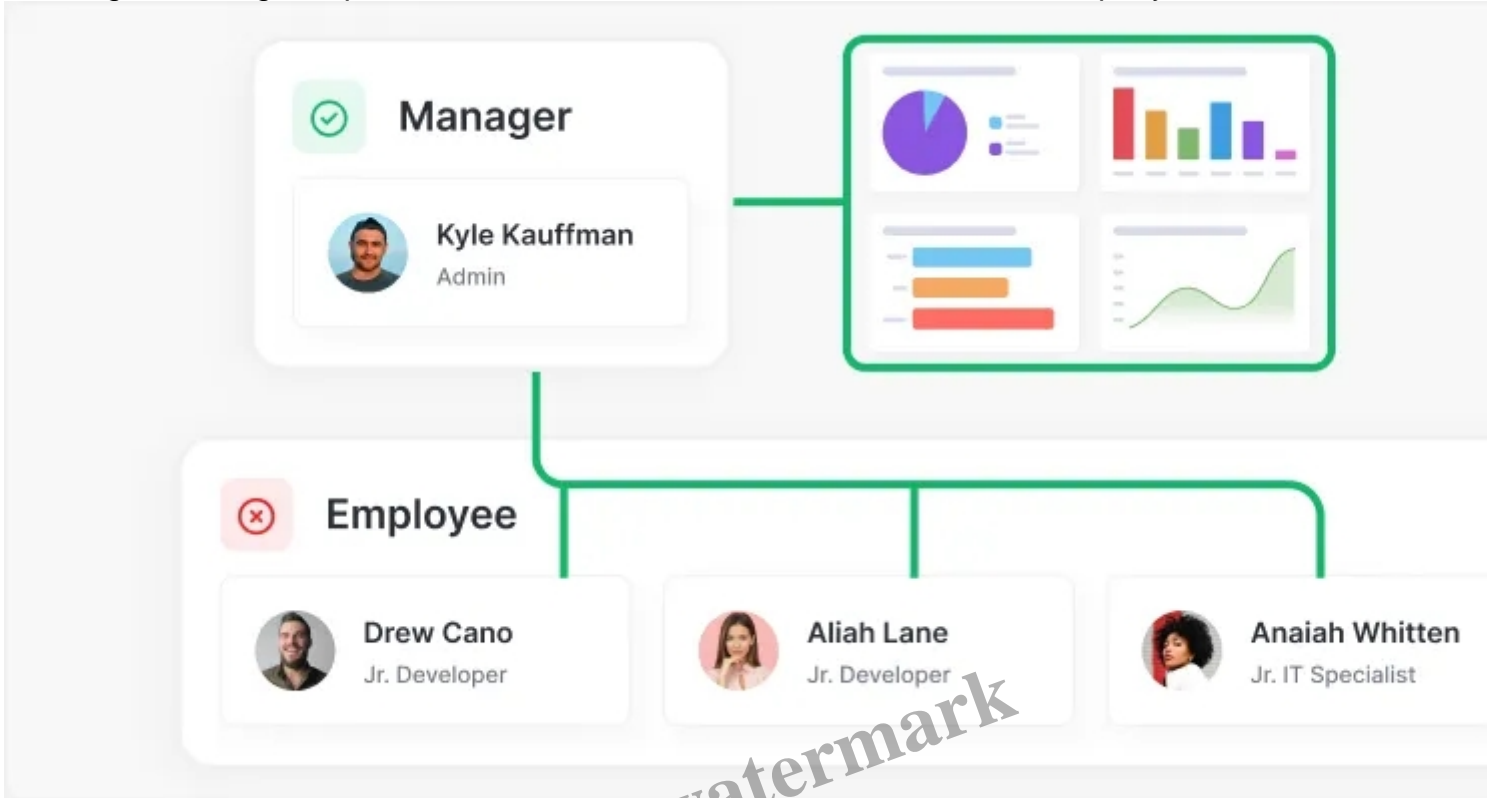 Manager
Kyle Kauffman
Admin
Employee
Drew Cano
Jr. Developer
Aliah Lane
Jr. Developer
Anaiah Whitten
Jr. IT Specialist
watermark